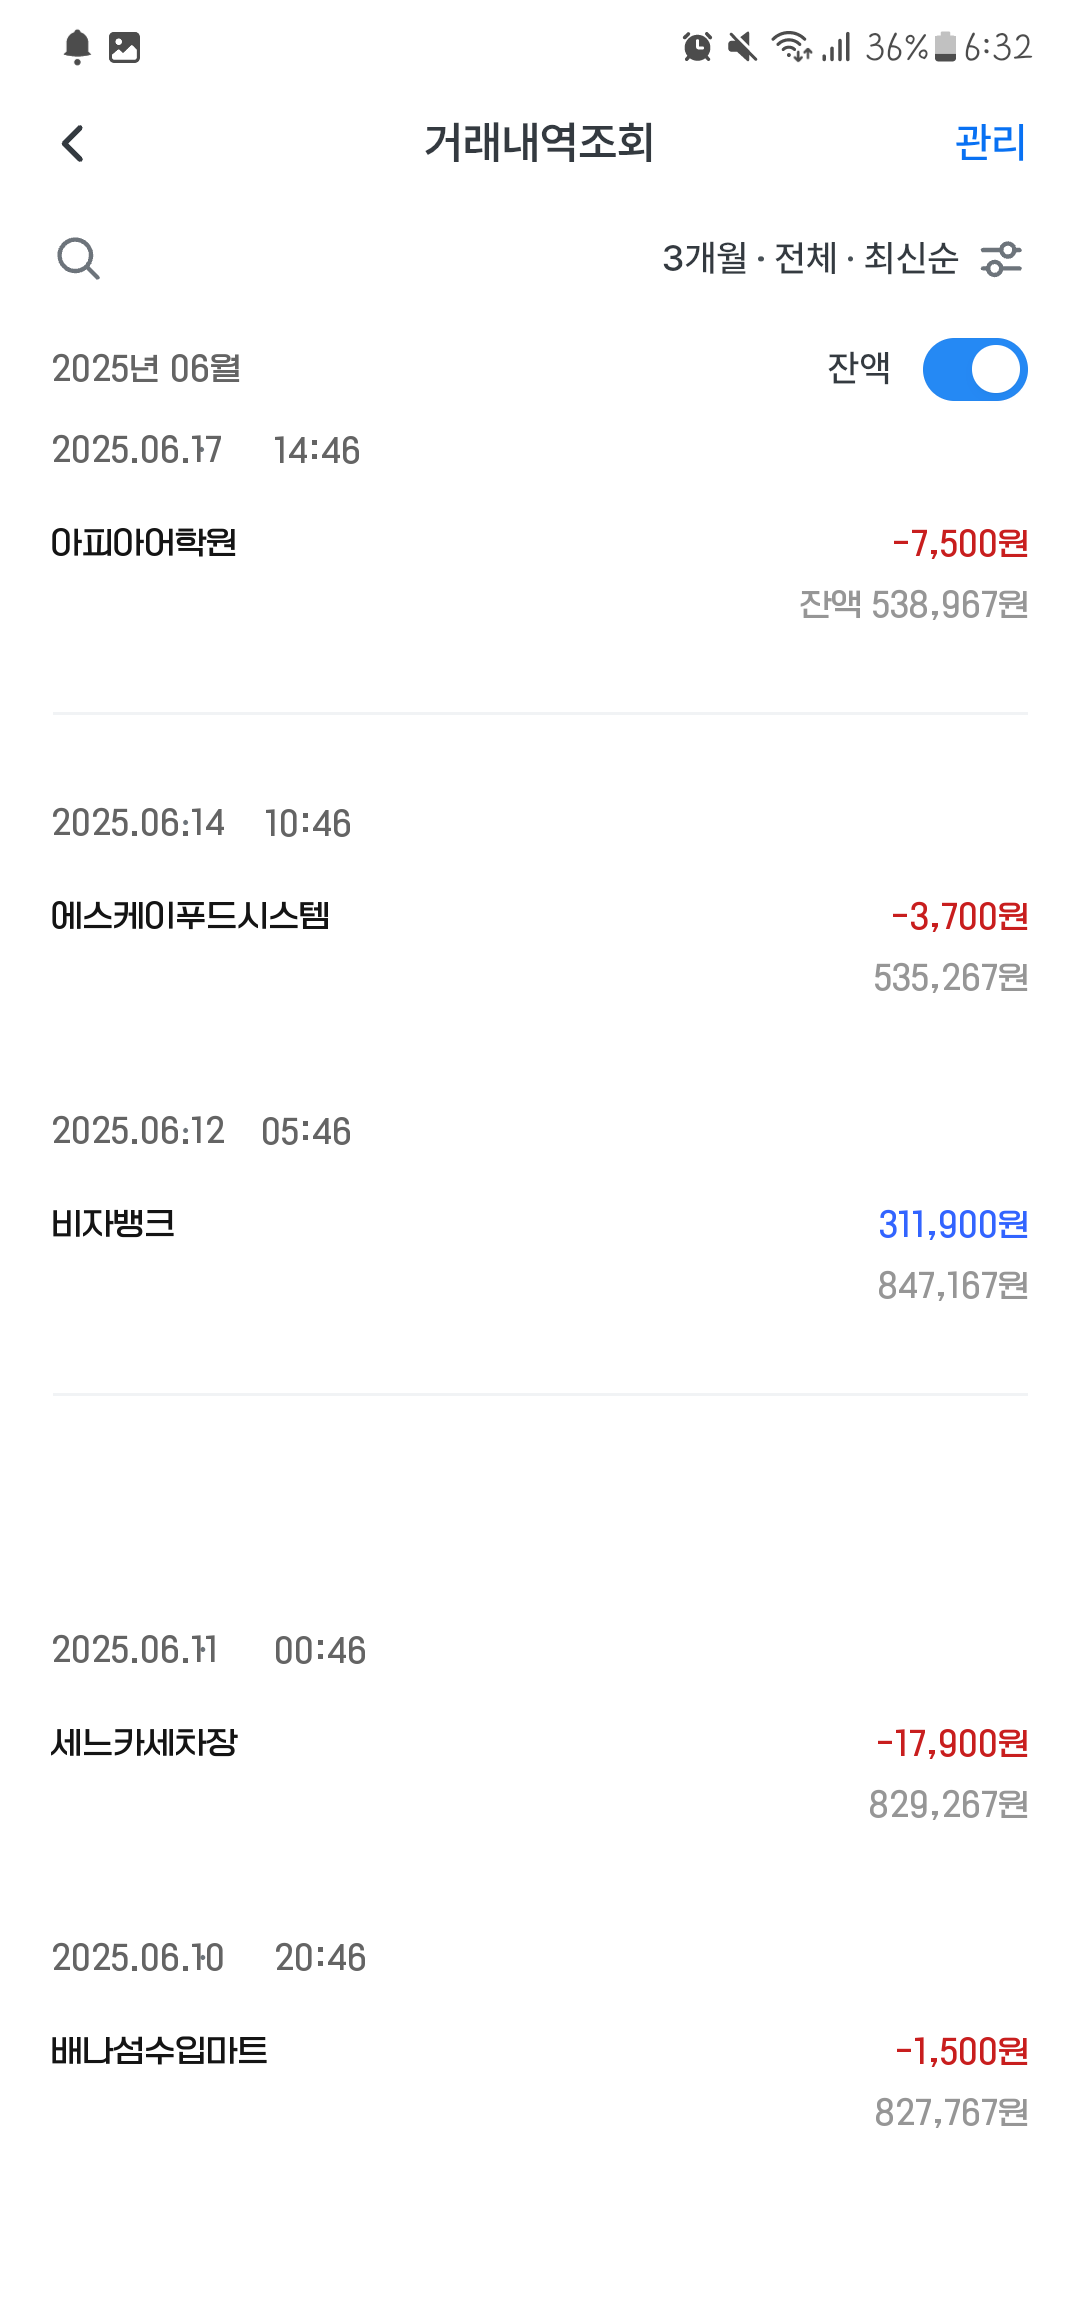 36% 6:32
거래내역조회 관리
3개월 · 전체 · 최신순
2025년 06월 잔액
2025.06.17 14:46
아피아어학원 -7,500원
잔액 538,967원
2025.06.14 10:46
에스케이푸드시스템 -3,700원
535,267원
2025.06.12 05:46
비자뱅크 311,900원
847,167원
2025.06.11 00:46
세느카세차장 -17,900원
829,267원
2025.06.10 20:46
배나섬수입마트 -1,500원
827,767원